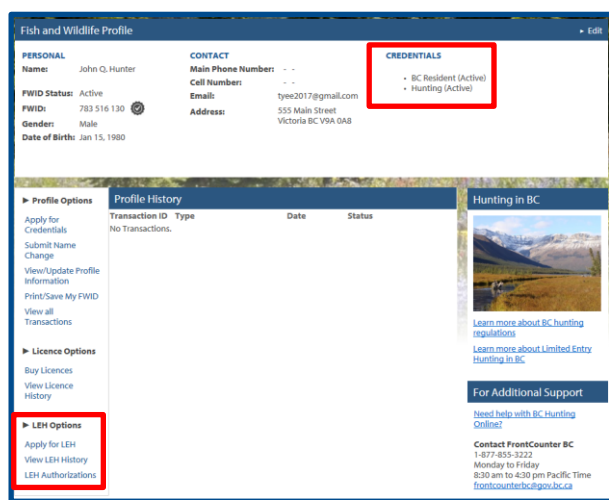 Fish and Wildlife Profile
▸ Edit
PERSONAL
Name: John Q, Hunter
FWID Status: Active
FWID: 783 516 130
Gender: Male
Date of Birth: Jan 15, 1980
CONTACT
Main Phone Number: - -
Cell Number: - -
Email: tyee2017@gmail.com
Address: 555 Main Street
Victoria BC V9A 0A8
CREDENTIALS
• BC Resident (Active)
• Hunting (Active)
▶ Profile Options
Apply for
Credentials
Submit Name
Change
View/Update Profile
Information
Print/Save My FWID
View all
Transactions
▶ Licence Options
Buy Licences
View Licence
History
▶ LEH Options
Apply for LEH
View LEH History
LEH Authorizations
Profile History
Transaction ID Type Date Status
No Transactions.
Hunting in BC
Learn more about BC hunting
regulations
Learn more about Limited Entry
Hunting in BC
For Additional Support
Need help with BC Hunting
Online?
Contact FrontCounter BC
1-877-855-3222
Monday to Friday
8:30 am to 4:30 pm Pacific Time
frontcounterbc@gov.bc.ca